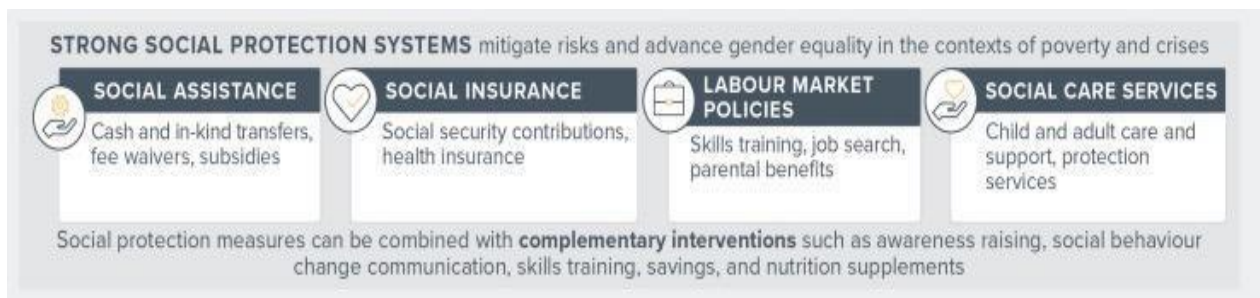 STRONG SOCIAL PROTECTION SYSTEMS mitigate risks and advance gender equality in the contexts of poverty and crises
SOCIAL ASSISTANCE
Cash and in-kind transfers,
fee waivers, subsidies
SOCIAL INSURANCE
Social security contributions,
health insurance
LABOUR MARKET
POLICIES
Skills training, job search,
parental benefits
SOCIAL CARE SERVICES
Child and adult care and
support, protection
services
Social protection measures can be combined with complementary interventions such as awareness raising, social behaviour
change communication, skills training, savings, and nutrition supplements